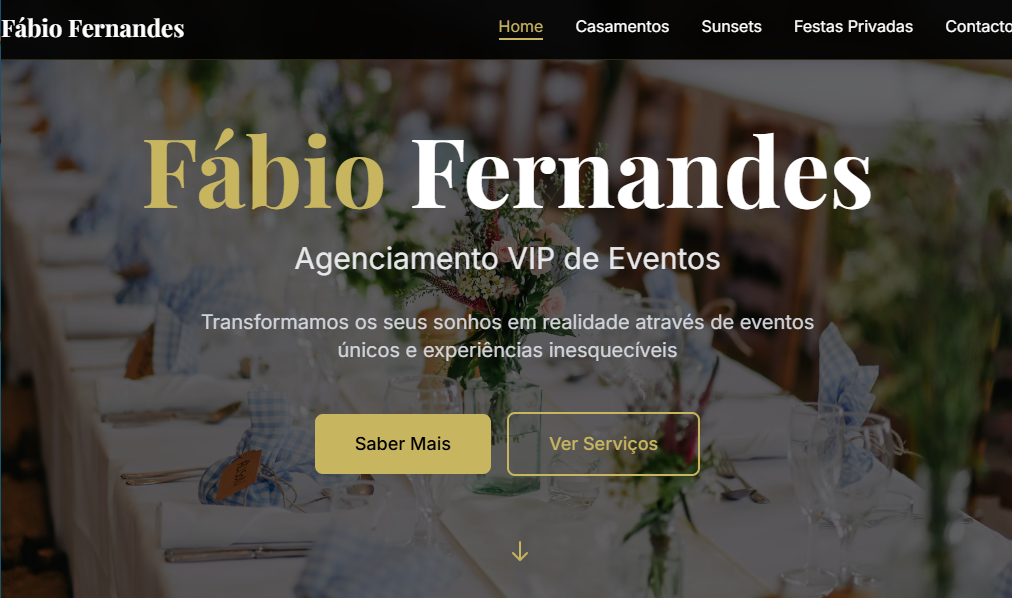 Fábio Fernandes
Home Casamentos Sunsets Festas Privadas Contacto
Fábio Fernandes
Agenciamento VIP de Eventos
Transformamos os seus sonhos em realidade através de eventos
únicos e experiências inesquecíveis
Saber Mais
Ver Serviços